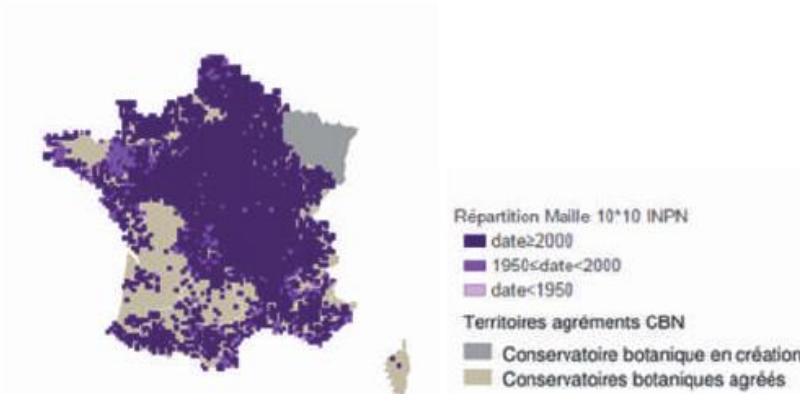 Répartition Maille 10*10 INPN
date≥2000
1950≤date<2000
date<1950
Territoires agréments CBN
Conservatoire botanique en création
Conservatoires botaniques agréés